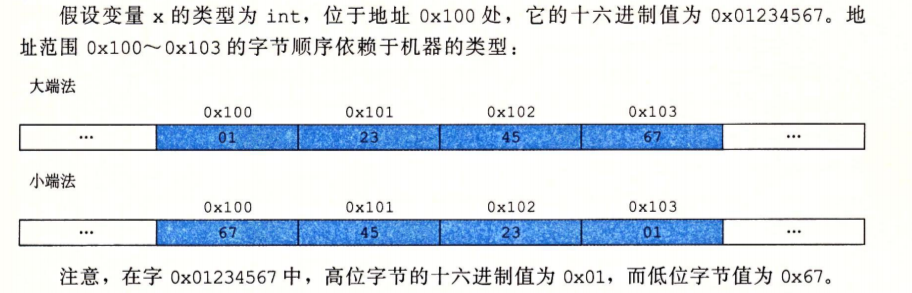 假设变量 x 的类型为 int，位于地址 0x100 处，它的十六进制值为 0x01234567。地
址范围 0x100～0x103 的字节顺序依赖于机器的类型：
大端法
0x100 0x101 0x102 0x103
… 01 23 45 67 …
小端法
0x100 0x101 0x102 0x103
… 67 45 23 01 …
注意，在字 0x01234567 中，高位字节的十六进制值为 0x01，而低位字节值为 0x67。